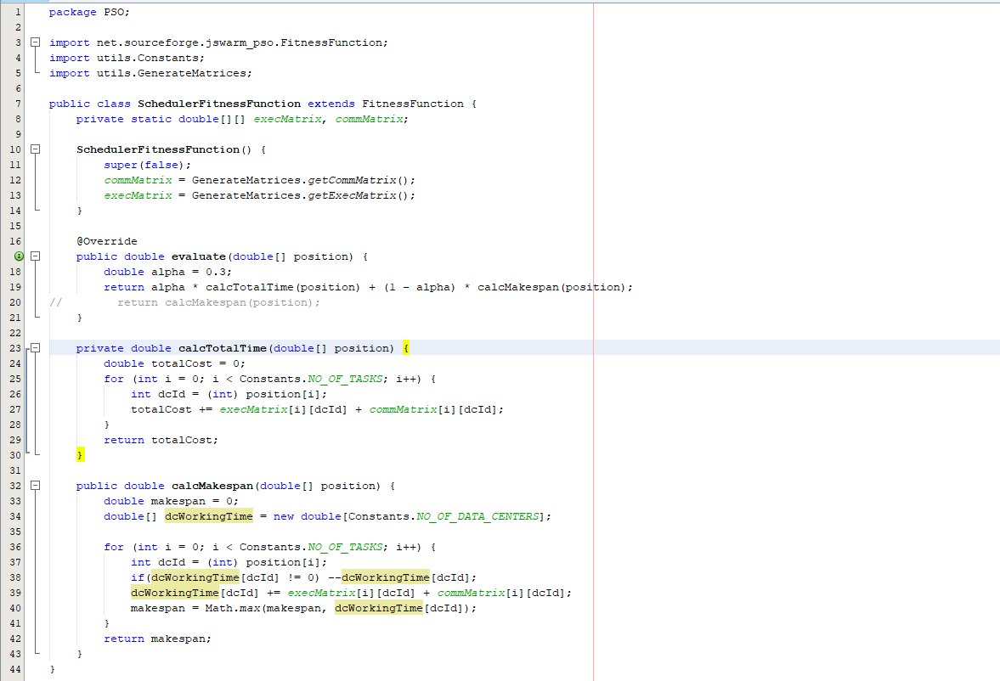 1 package PSO;
2
3 import net.sourceforge.jswarm_pso.FitnessFunction;
4 import utils.Constants;
5 import utils.GenerateMatrices;
6
7 public class SchedulerFitnessFunction extends FitnessFunction {
8     private static double[][] execMatrix, commMatrix;
9
10     SchedulerFitnessFunction() {
11         super(false);
12         commMatrix = GenerateMatrices.getCommMatrix();
13         execMatrix = GenerateMatrices.getExecMatrix();
14     }
15
16     @Override
    public double evaluate(double[] position) {
18         double alpha = 0.3;
19         return alpha * calcTotalTime(position) + (1 - alpha) * calcMakespan(position);
20 //        return calcMakespan(position);
21     }
22
23     private double calcTotalTime(double[] position) {
24         double totalCost = 0;
25         for (int i = 0; i < Constants.NO_OF_TASKS; i++) {
26             int dcId = (int) position[i];
27             totalCost += execMatrix[i][dcId] + commMatrix[i][dcId];
28         }
29         return totalCost;
30     }
31
32     public double calcMakespan(double[] position) {
33         double makespan = 0;
34         double[] dcWorkingTime = new double[Constants.NO_OF_DATA_CENTERS];
35
36         for (int i = 0; i < Constants.NO_OF_TASKS; i++) {
37             int dcId = (int) position[i];
38             if(dcWorkingTime[dcId] != 0) --dcWorkingTime[dcId];
39             dcWorkingTime[dcId] += execMatrix[i][dcId] + commMatrix[i][dcId];
40             makespan = Math.max(makespan, dcWorkingTime[dcId]);
41         }
42         return makespan;
43     }
44 }